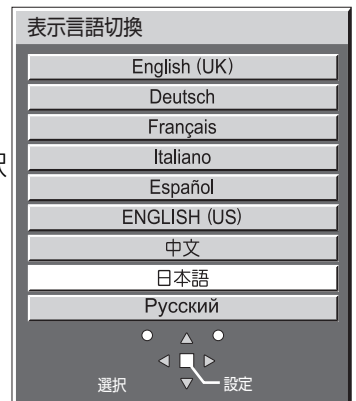 表示言語切換
English (UK)
Deutsch
Français
Italiano
Español
ENGLISH (US)
中文
日本語
Русский
選択
設定